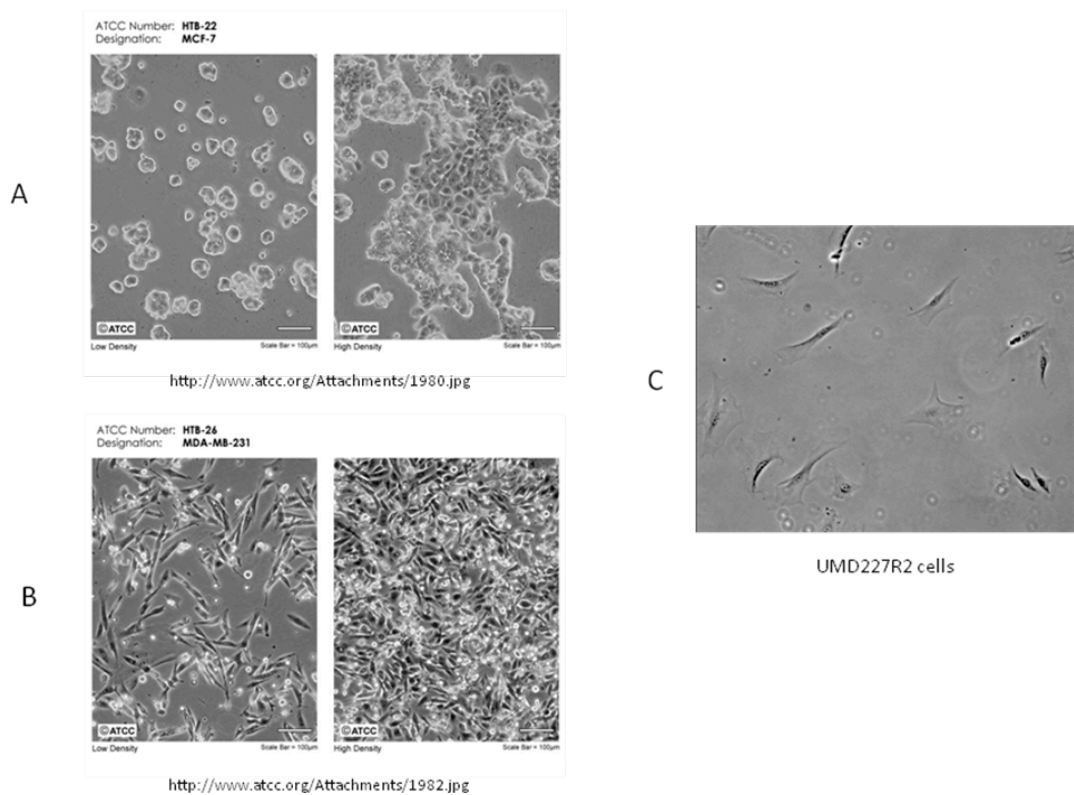 ATCC Number: HTB-22
Designation: MCF-7
A
©ATCC
©ATCC
Low Density Scale Bar = 100µm
High Density Scale Bar = 100µm
http://www.atcc.org/Attachments/1980.jpg
ATCC Number: HTB-26
Designation: MDA-MB-231
B
©ATCC
©ATCC
Low Density Scale Bar = 100µm
High Density Scale Bar = 100µm
http://www.atcc.org/Attachments/1982.jpg
C
UMD227R2 cells